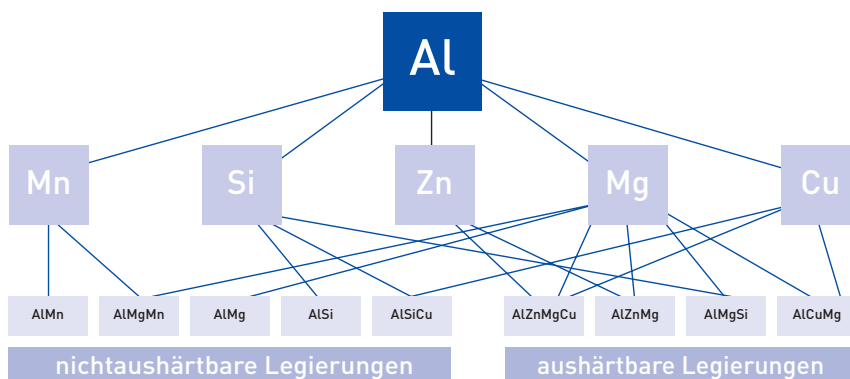 Al
Mn Si Zn Mg Cu
AlMn AlMgMn AlMg AlSi AlSiCu AlZnMgCu AlZnMg AlMgSi AlCuMg
nichtaushärtbare Legierungen aushärtbare Legierungen